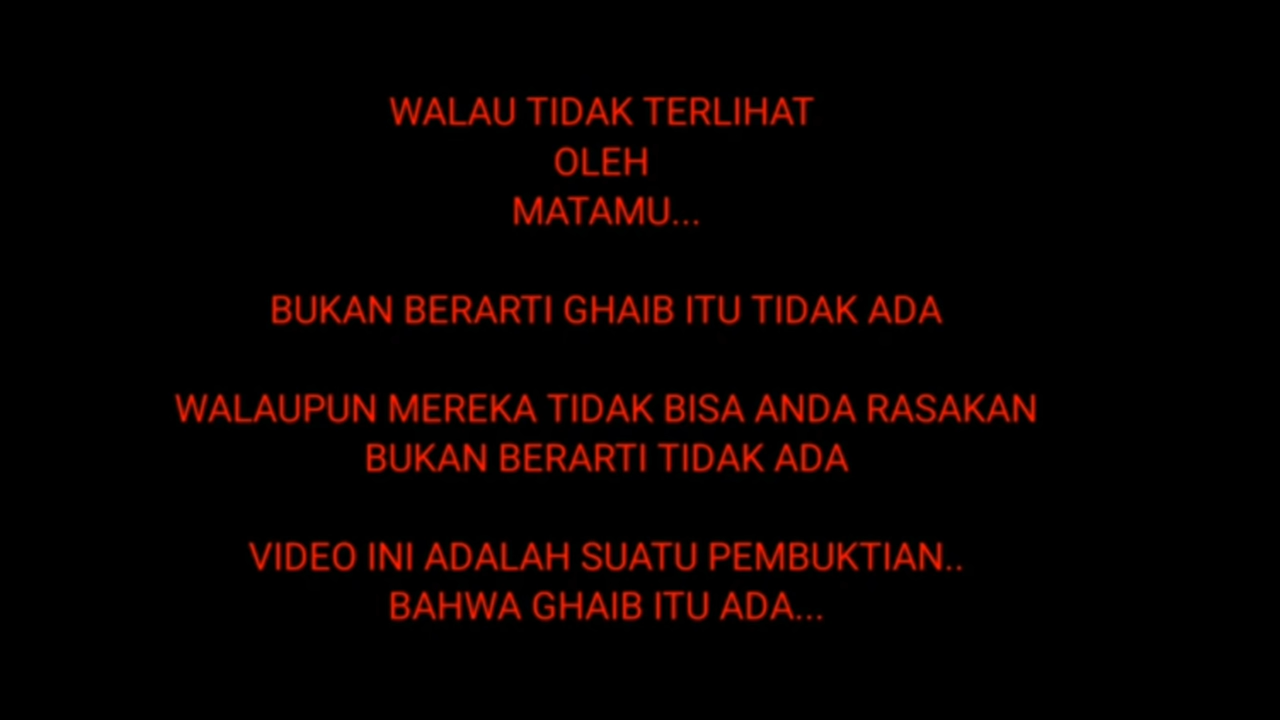 WALAU TIDAK TERLIHAT
OLEH
MATAMU...
BUKAN BERARTI GHAIB ITU TIDAK ADA
WALAUPUN MEREKA TIDAK BISA ANDA RASAKAN
BUKAN BERARTI TIDAK ADA
VIDEO INI ADALAH SUATU PEMBUKTIAN..
BAHWA GHAIB ITU ADA...